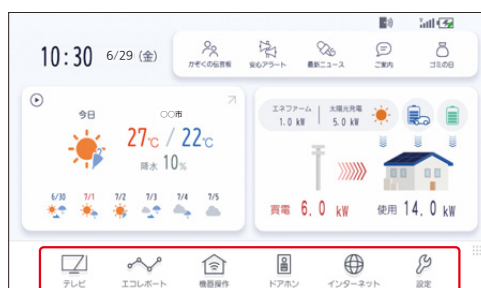 10:30 6/29 (金)
かぞくの伝言板 安心アラート 最新ニュース ご案内 ゴミの日
今日 〇〇市
27℃ / 22℃
降水 10%
6/30 7/1 7/2 7/3 7/4 7/5
エネファーム 太陽光発電
1.0 kW 5.0 kW
買電 6.0 kW 使用 14.0 kW
テレビ エコレポート 機器操作 ドアホン インターネット 設定